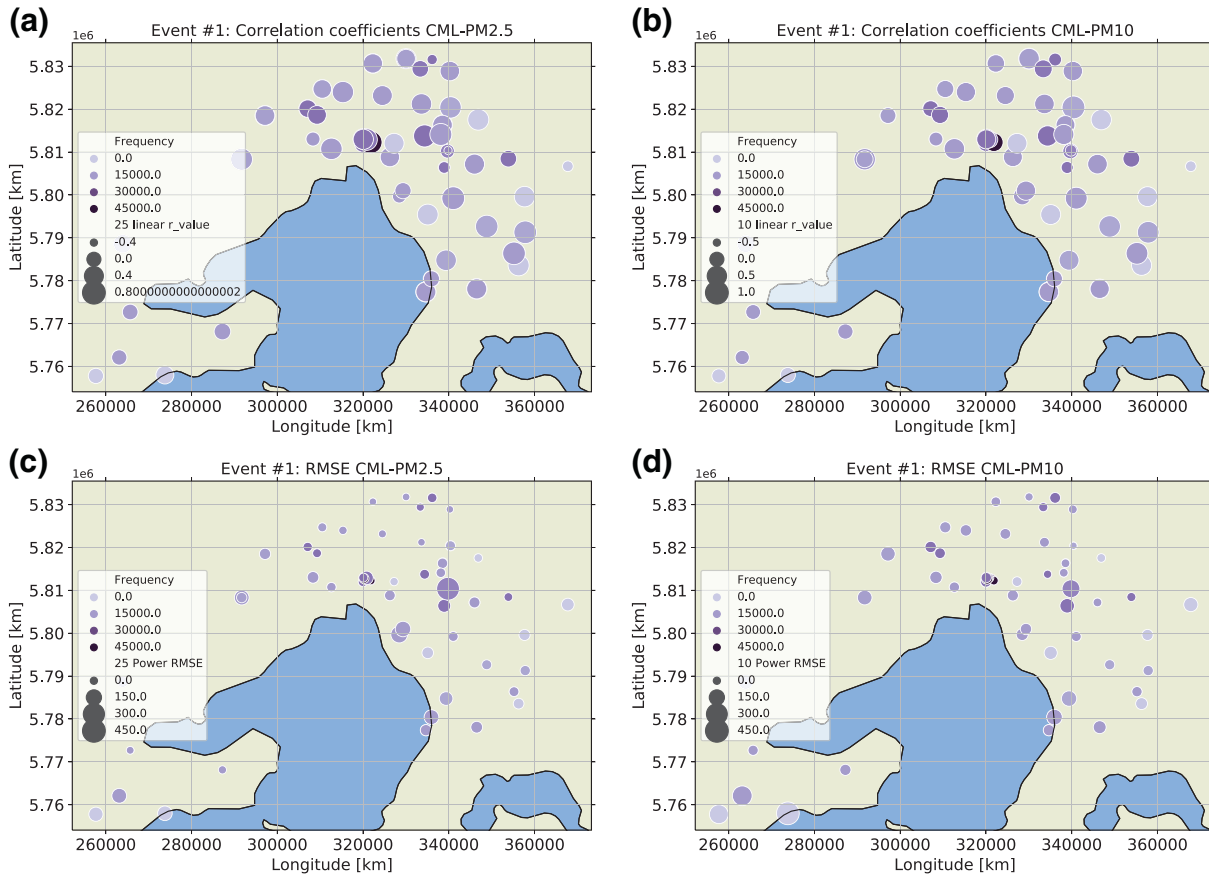 (a)
Event #1: Correlation coefficients CML-PM2.5
1e6
5.83
5.82
5.81
5.80
5.79
5.78
5.77
5.76
Latitude [km]
Frequency
0.0
15000.0
30000.0
45000.0
25 linear r_value
-0.4
0.0
0.4
0.8000000000000002
260000 280000 300000 320000 340000 360000
Longitude [km]
(b)
Event #1: Correlation coefficients CML-PM10
1e6
5.83
5.82
5.81
5.80
5.79
5.78
5.77
5.76
Latitude [km]
Frequency
0.0
15000.0
30000.0
45000.0
10 linear r_value
-0.5
0.0
0.5
1.0
260000 280000 300000 320000 340000 360000
Longitude [km]
(c)
Event #1: RMSE CML-PM2.5
1e6
5.83
5.82
5.81
5.80
5.79
5.78
5.77
5.76
Latitude [km]
Frequency
0.0
15000.0
30000.0
45000.0
25 Power RMSE
0.0
150.0
300.0
450.0
260000 280000 300000 320000 340000 360000
Longitude [km]
(d)
Event #1: RMSE CML-PM10
1e6
5.83
5.82
5.81
5.80
5.79
5.78
5.77
5.76
Latitude [km]
Frequency
0.0
15000.0
30000.0
45000.0
10 Power RMSE
0.0
150.0
300.0
450.0
260000 280000 300000 320000 340000 360000
Longitude [km]